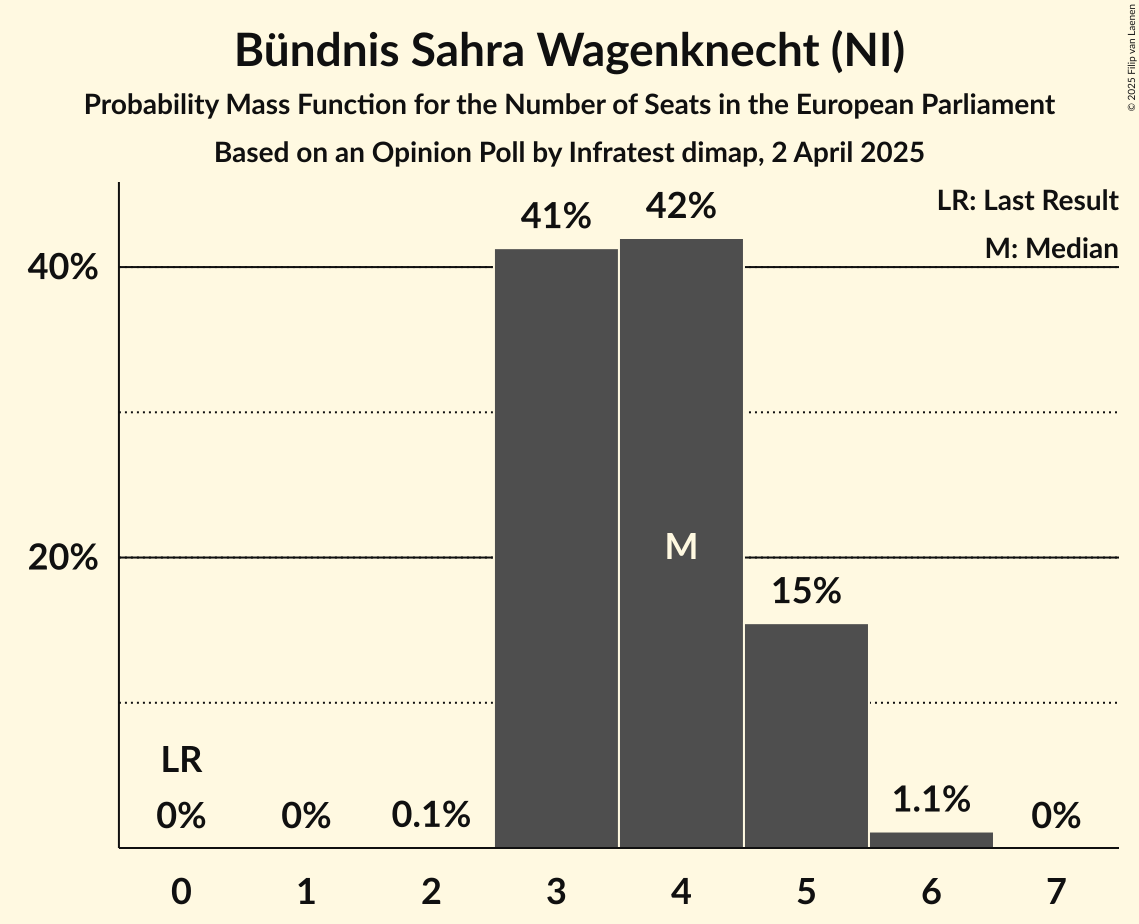 Bündnis Sahra Wagenknecht (NI)
Probability Mass Function for the Number of Seats in the European Parliament
Based on an Opinion Poll by Infratest dimap, 2 April 2025
© 2025 Filip van Laenen
LR: Last Result
M: Median
41%
42%
40%
M
20%
15%
LR
0%
0%
0.1%
1.1%
0%
0 1 2 3 4 5 6 7